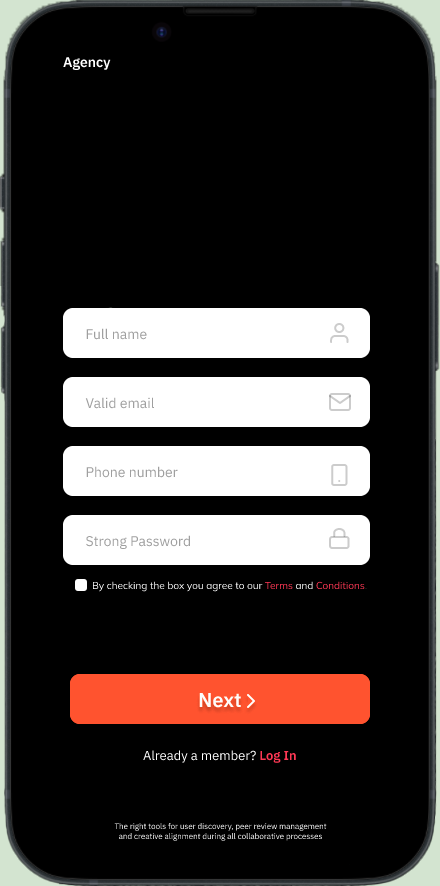 Agency
Full name
Valid email
Phone number
Strong Password
By checking the box you agree to our Terms and Conditions
Next
Already a member? Log In
The right tools for user discovery, peer review management
and creative alignment during all collaborative processes